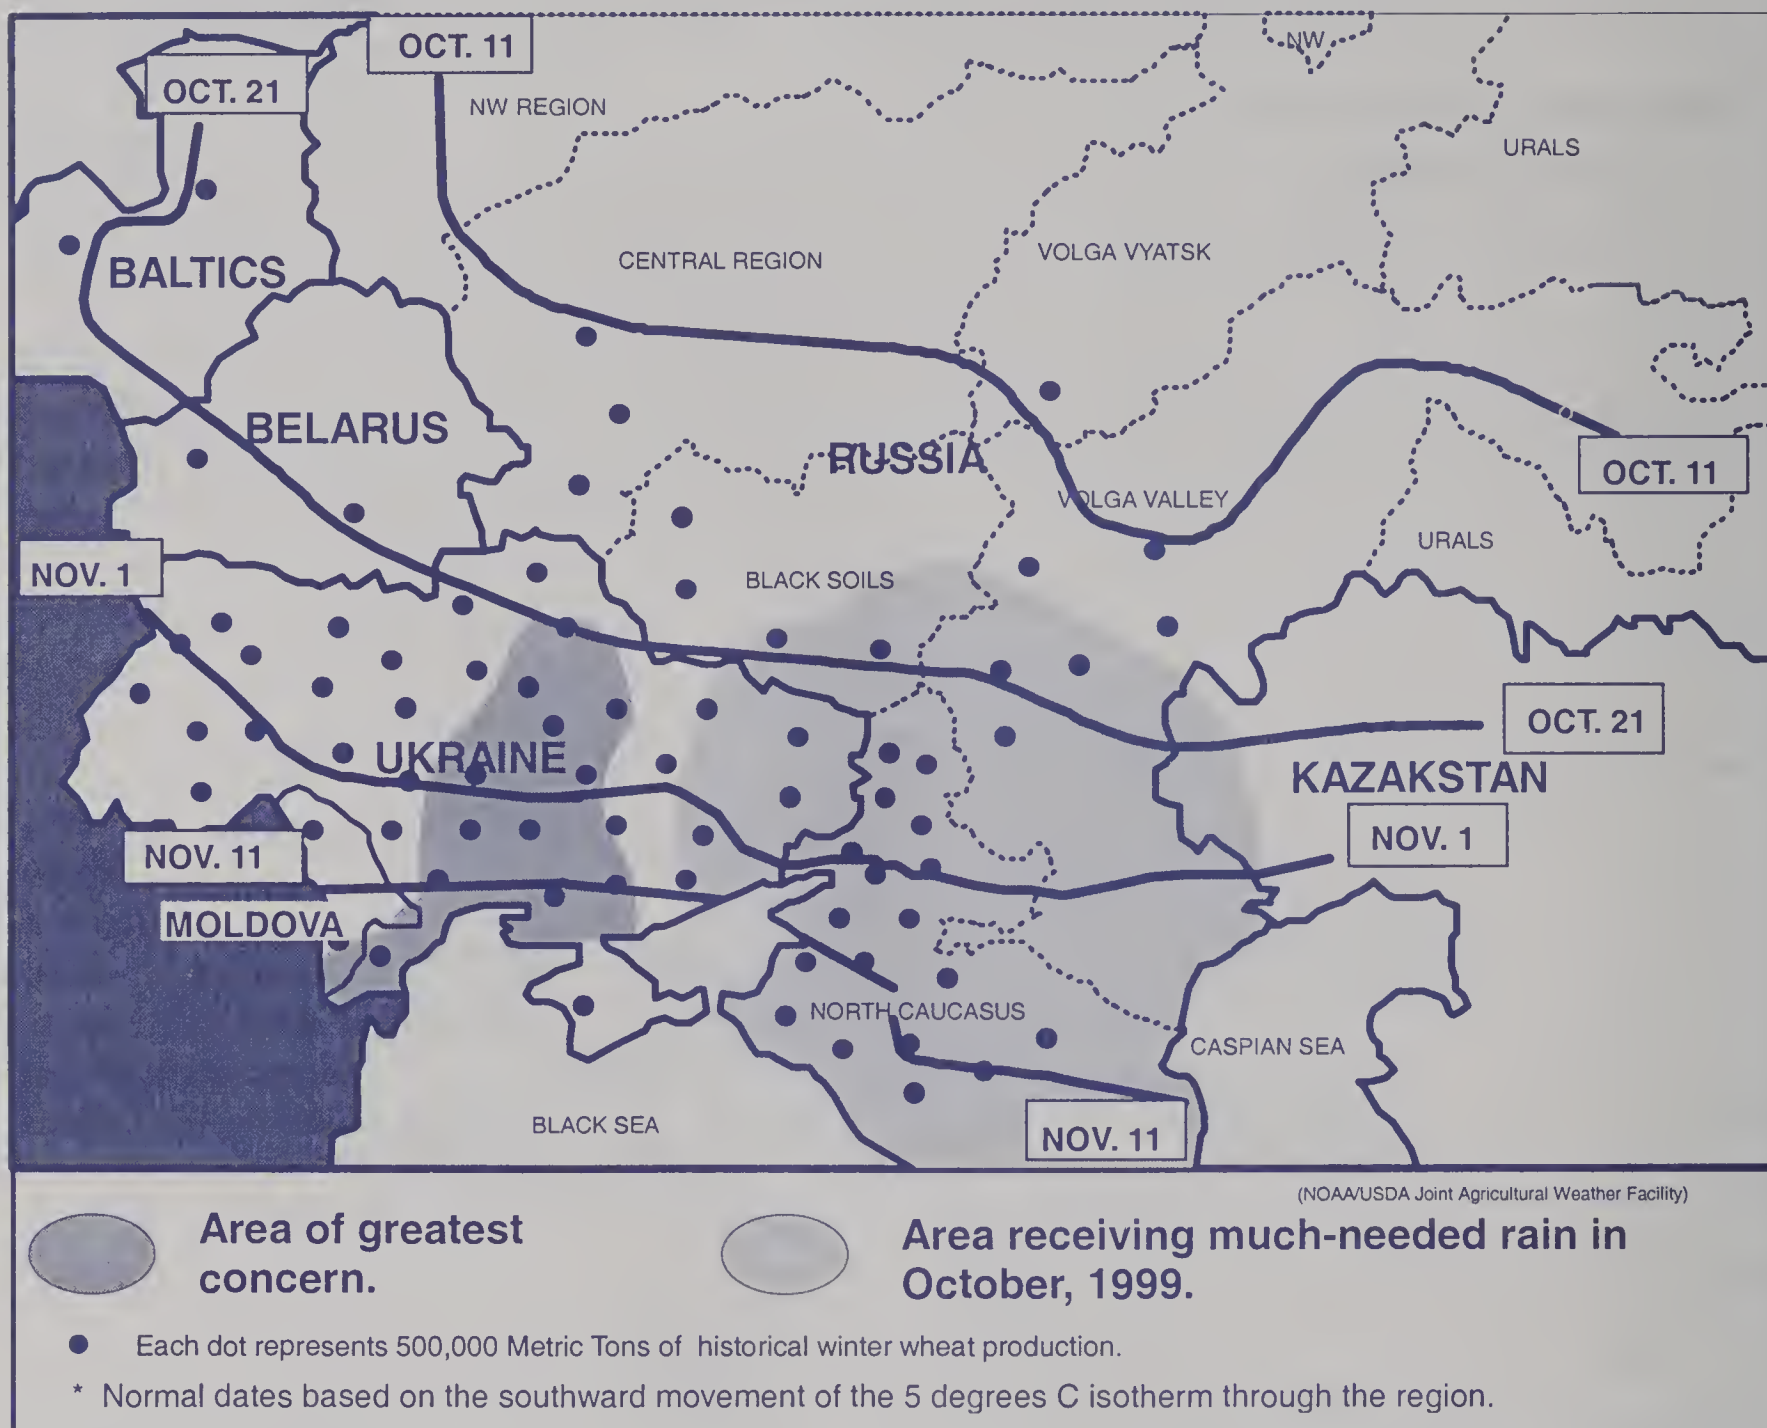 OCT. 11
OCT. 21
NW
NW REGION
URALS
CENTRAL REGION
VOLGA VYATSK
BALTICS
BELARUS
RUSSIA
OCT. 11
VOLGA VALLEY
URALS
NOV. 1
BLACK SOILS
OCT. 21
UKRAINE
KAZAKSTAN
NOV. 1
NOV. 11
MOLDOVA
NORTH CAUCASUS
CASPIAN SEA
BLACK SEA
NOV. 11
(NOAA/USDA Joint Agricultural Weather Facility)
Area of greatest
concern.
Area receiving much-needed rain in
October, 1999.
Each dot represents 500,000 Metric Tons of historical winter wheat production.
* Normal dates based on the southward movement of the 5 degrees C isotherm through the region.